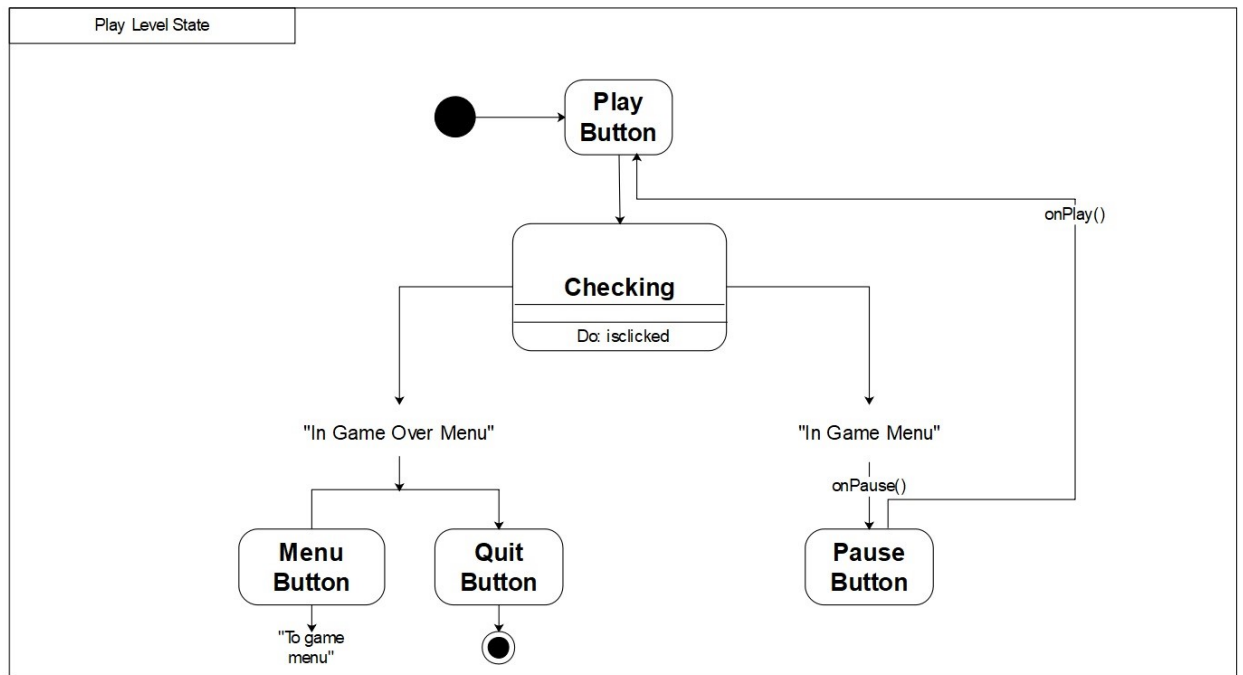 Play Level State
Play
Button
onPlay()
Checking
Do: isclicked
"In Game Over Menu"
"In Game Menu"
onPause()
Menu
Button
Quit
Button
Pause
Button
"To game
menu"